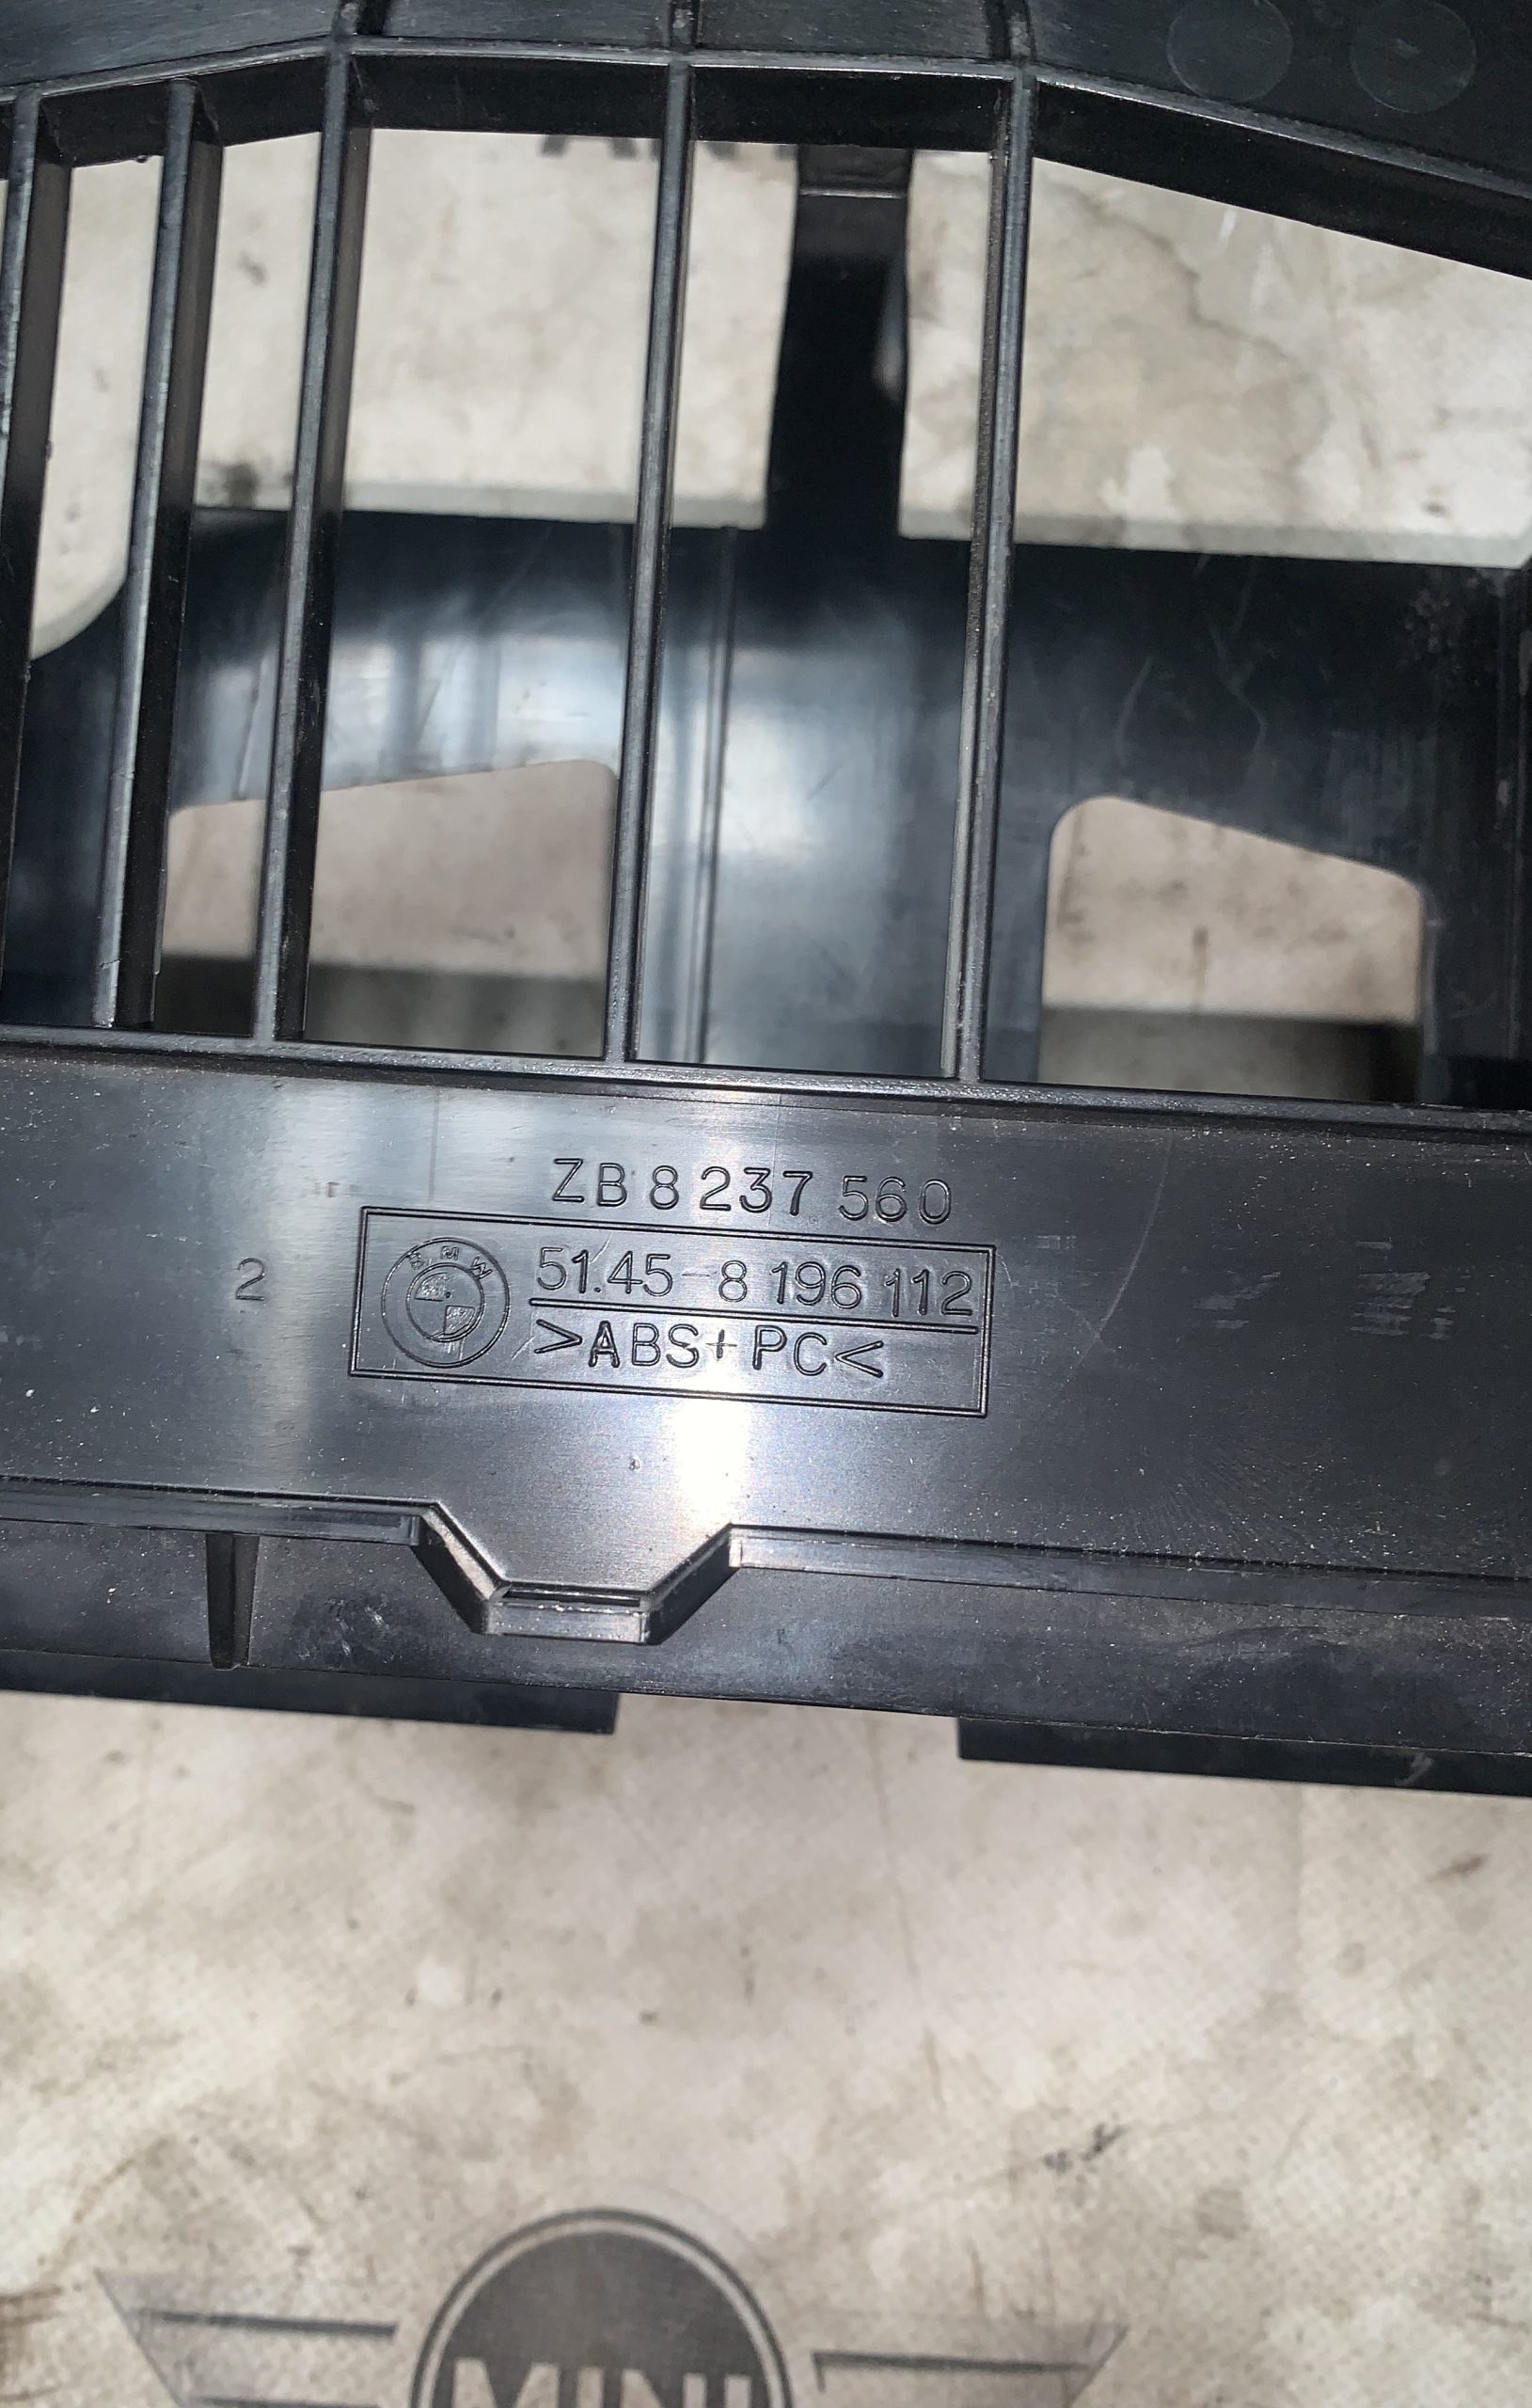 ZB 8 237 560
2
BMW
51.45 - 8 196 112
>ABS+PC<
MINI